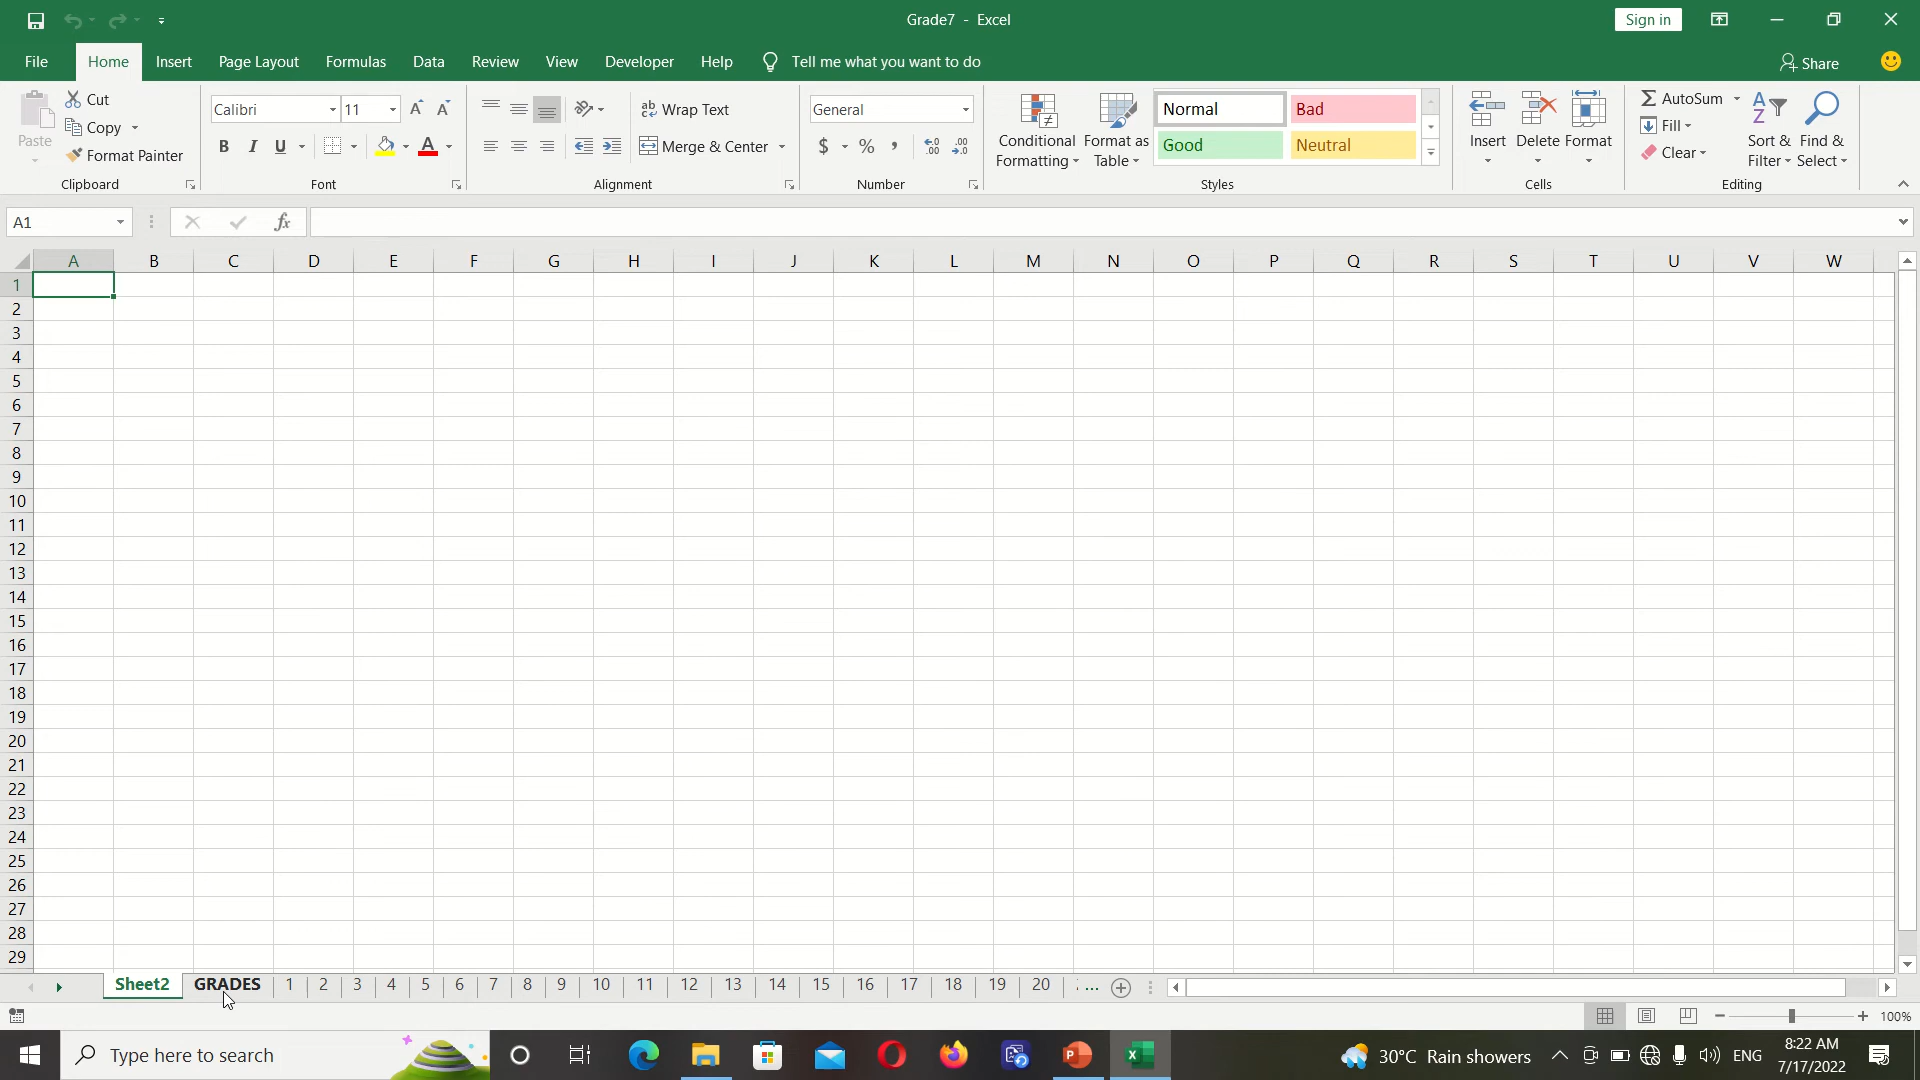 Grade7 - Excel
Sign in
File Home Insert Page Layout Formulas Data Review View Developer Help Tell me what you want to do Share
Paste
Cut
Copy
Format Painter
Clipboard
Calibri 11
B I U
Font
Wrap Text
Merge & Center
Alignment
General
$ % ,
Number
Conditional Formatting
Format as Table
Normal Bad
Good Neutral
Styles
Insert Delete Format
Cells
AutoSum
Fill
Clear
Sort & Filter
Find & Select
Editing
A1 fx
A B C D E F G H I J K L M N O P Q R S T U V W
1
2
3
4
5
6
7
8
9
10
11
12
13
14
15
16
17
18
19
20
21
22
23
24
25
26
27
28
29
Sheet2 GRADES 1 2 3 4 5 6 7 8 9 10 11 12 13 14 15 16 17 18 19 20 ...
100%
Type here to search
30°C Rain showers ENG 8:22 AM
7/17/2022